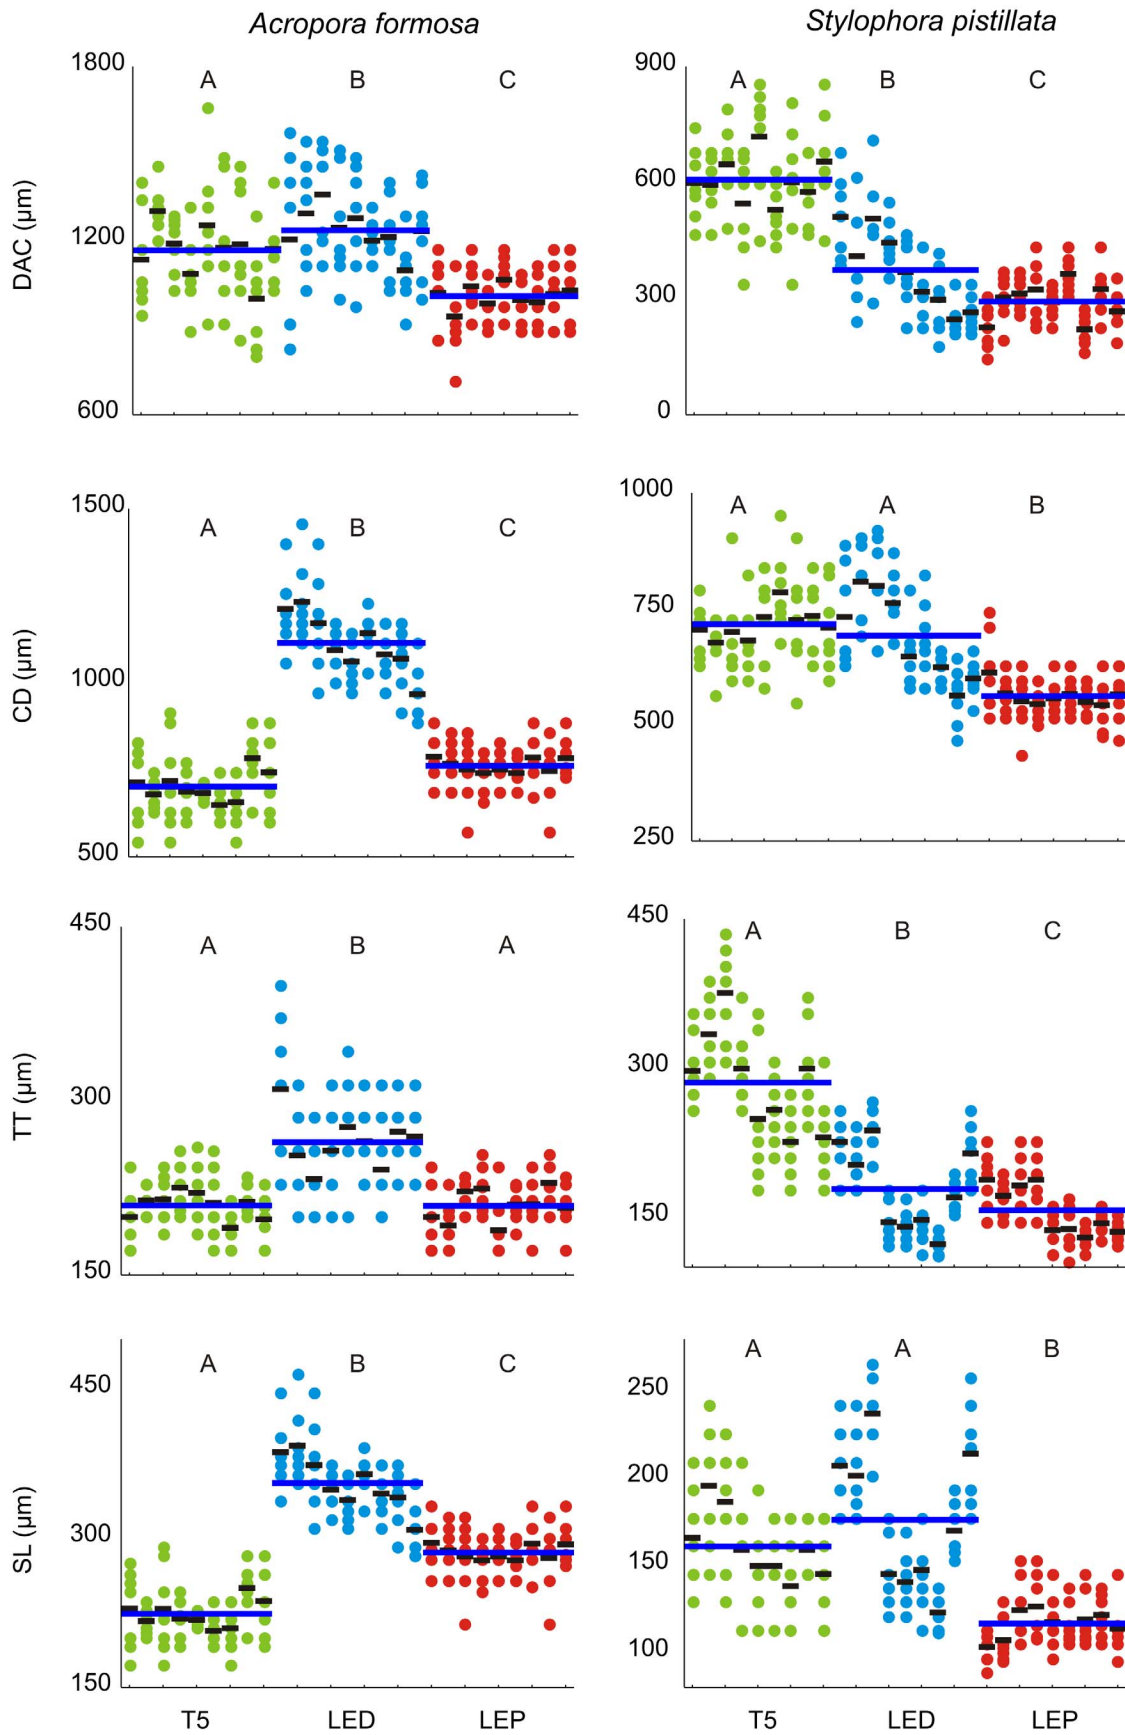 Acropora formosa
Stylophora pistillata
1800
A B C
1200
600
DAC (µm)
900
A B C
600
300
0
1500
A B C
1000
500
CD (µm)
1000
A A B
750
500
250
450
A B A
300
150
TT (µm)
450
A B C
300
150
450
A B C
300
150
SL (µm)
250
A A B
200
150
100
T5 LED LEP
T5 LED LEP